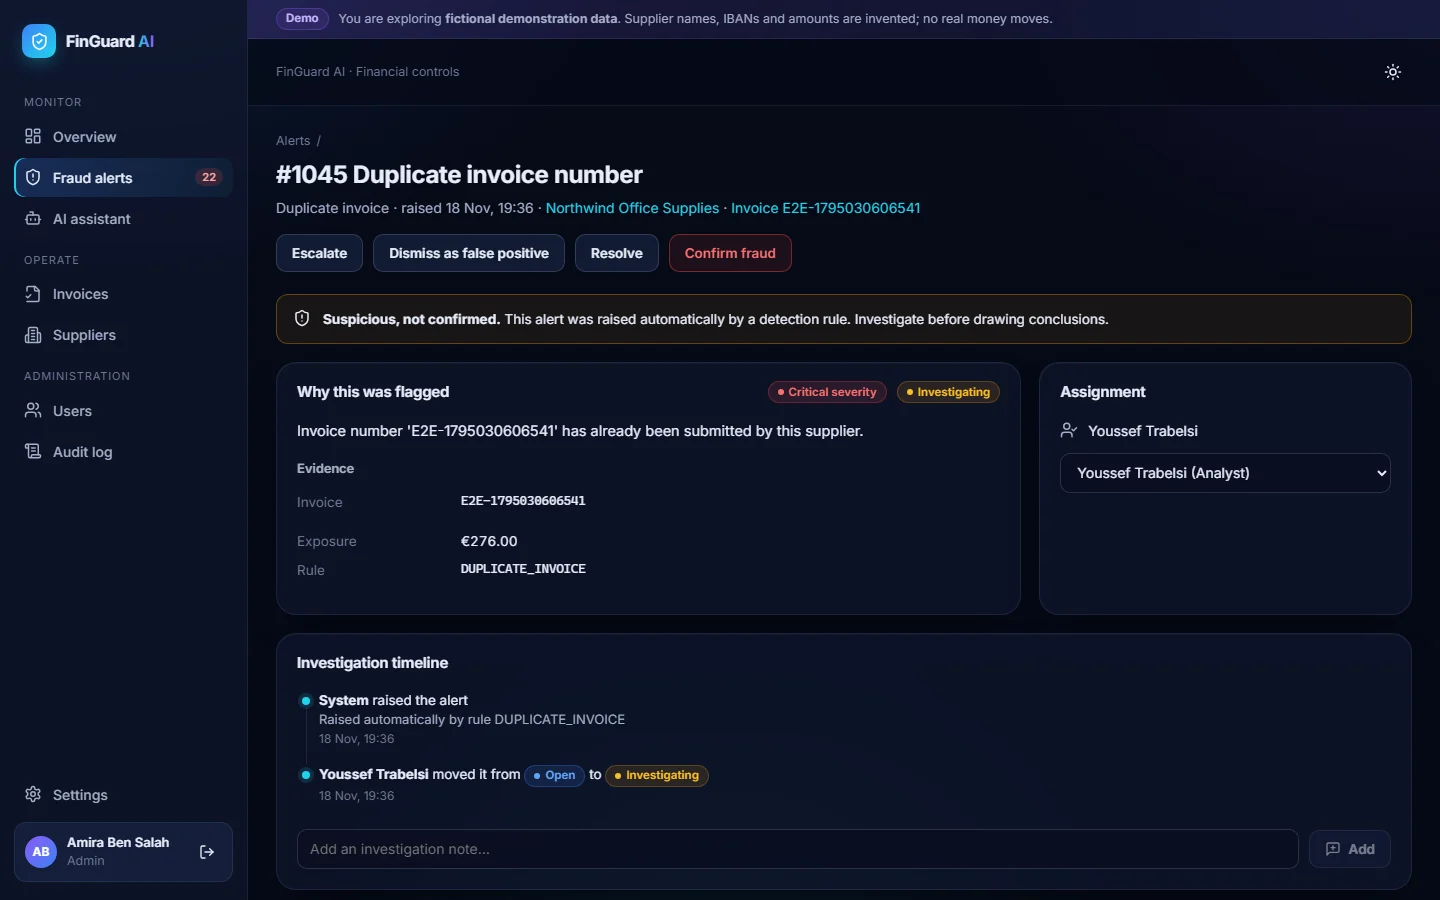 FinGuard AI
MONITOR
Overview
Fraud alerts 22
AI assistant
OPERATE
Invoices
Suppliers
ADMINISTRATION
Users
Audit log
Settings
AB
Amira Ben Salah
Admin
Demo You are exploring fictional demonstration data. Supplier names, IBANs and amounts are invented; no real money moves.
FinGuard AI · Financial controls
Alerts /
#1045 Duplicate invoice number
Duplicate invoice · raised 18 Nov, 19:36 · Northwind Office Supplies · Invoice E2E-1795030606541
Escalate Dismiss as false positive Resolve Confirm fraud
Suspicious, not confirmed. This alert was raised automatically by a detection rule. Investigate before drawing conclusions.
Why this was flagged Critical severity Investigating
Invoice number 'E2E-1795030606541' has already been submitted by this supplier.
Evidence
Invoice E2E-1795030606541
Exposure €276.00
Rule DUPLICATE_INVOICE
Assignment
Youssef Trabelsi
Youssef Trabelsi (Analyst)
Investigation timeline
System raised the alert
Raised automatically by rule DUPLICATE_INVOICE
18 Nov, 19:36
Youssef Trabelsi moved it from Open to Investigating
18 Nov, 19:36
Add an investigation note...
Add